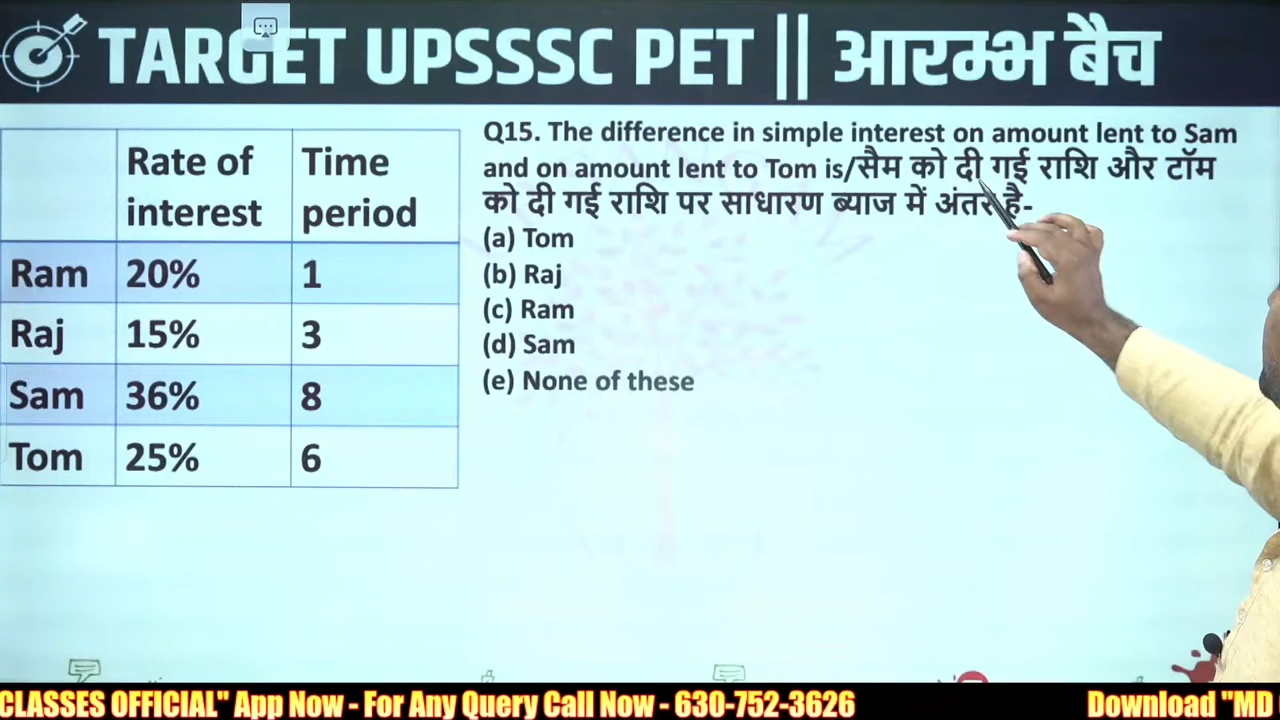 TARGET UPSSSC PET || आरम्भ बैच
Rate of interest
Time period
Ram 20% 1
Raj 15% 3
Sam 36% 8
Tom 25% 6
Q15. The difference in simple interest on amount lent to Sam
and on amount lent to Tom is/सैम को दी गई राशि और टॉम
को दी गई राशि पर साधारण ब्याज में अंतर है-
(a) Tom
(b) Raj
(c) Ram
(d) Sam
(e) None of these
CLASSES OFFICIAL" App Now - For Any Query Call Now - 630-752-3626 Download "MD